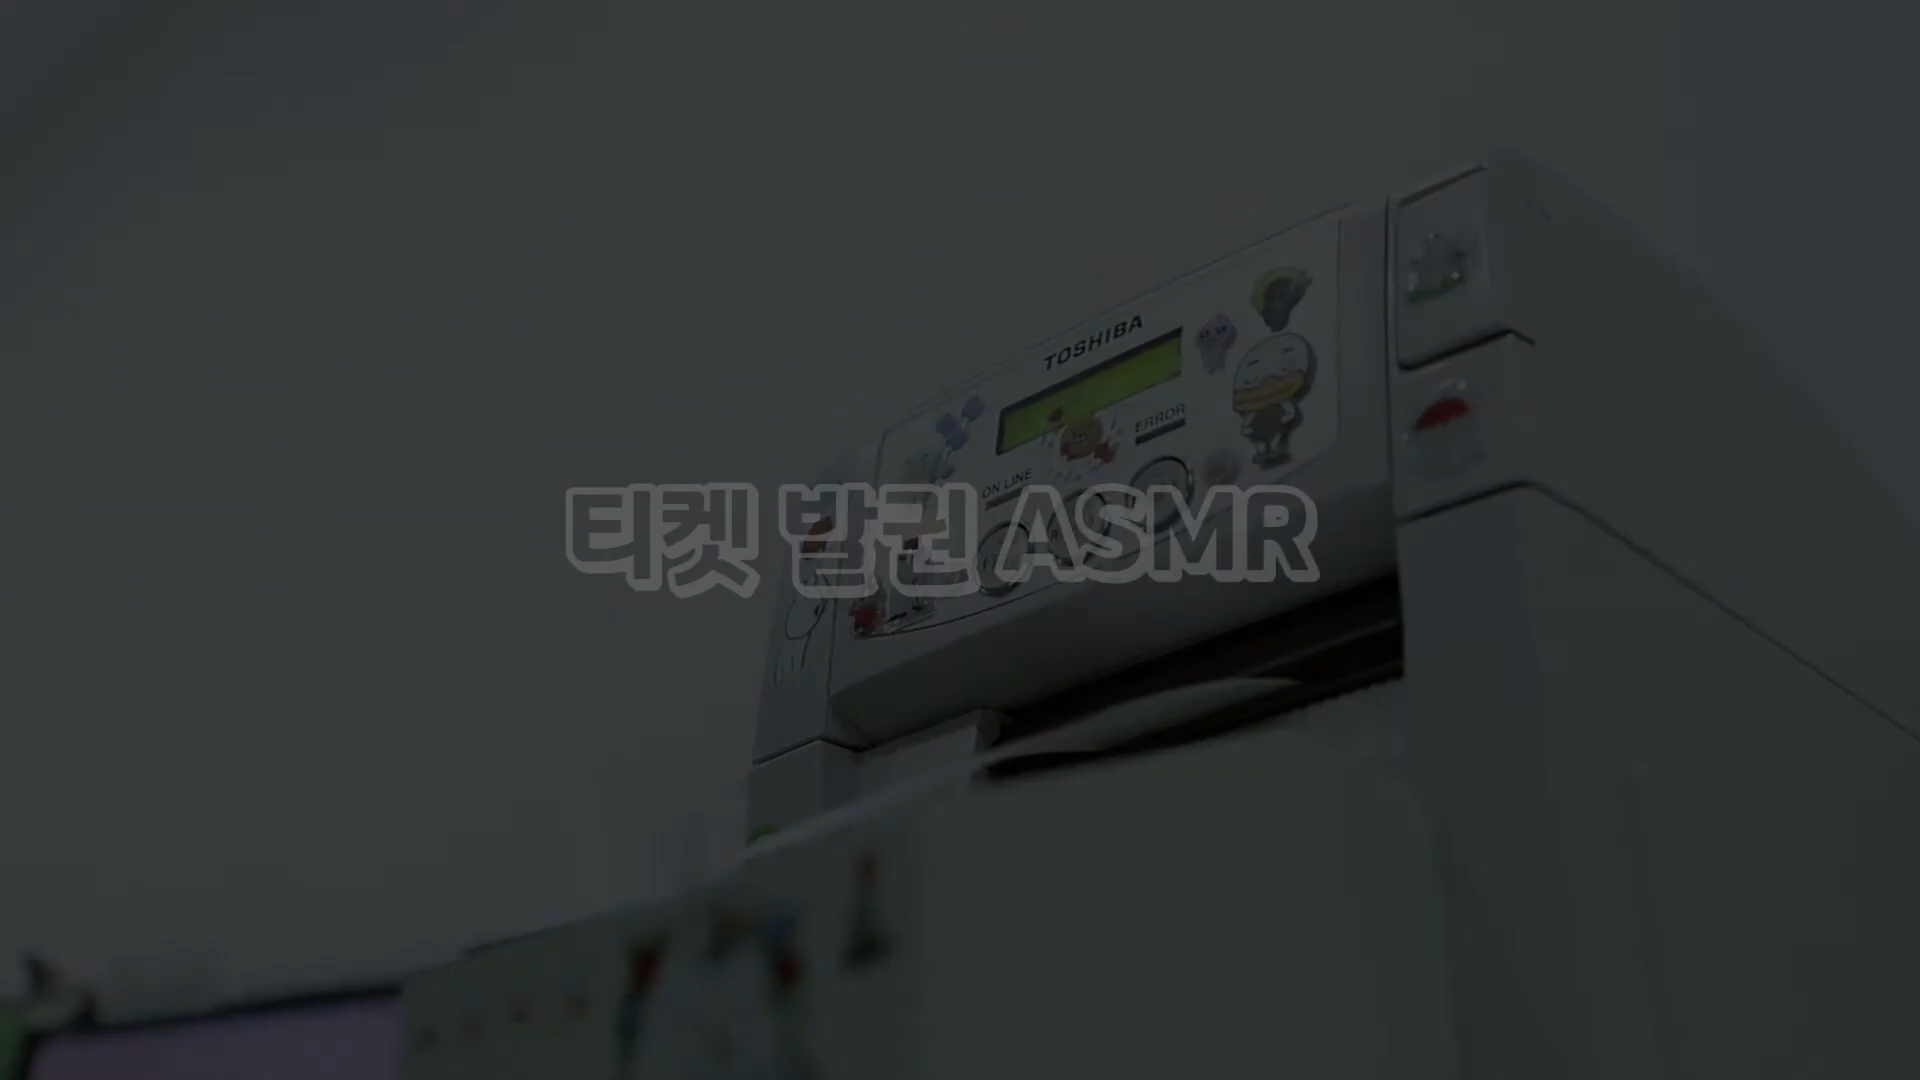 TOSHIBA
ERROR
ON LINE
티켓 발권 ASMR